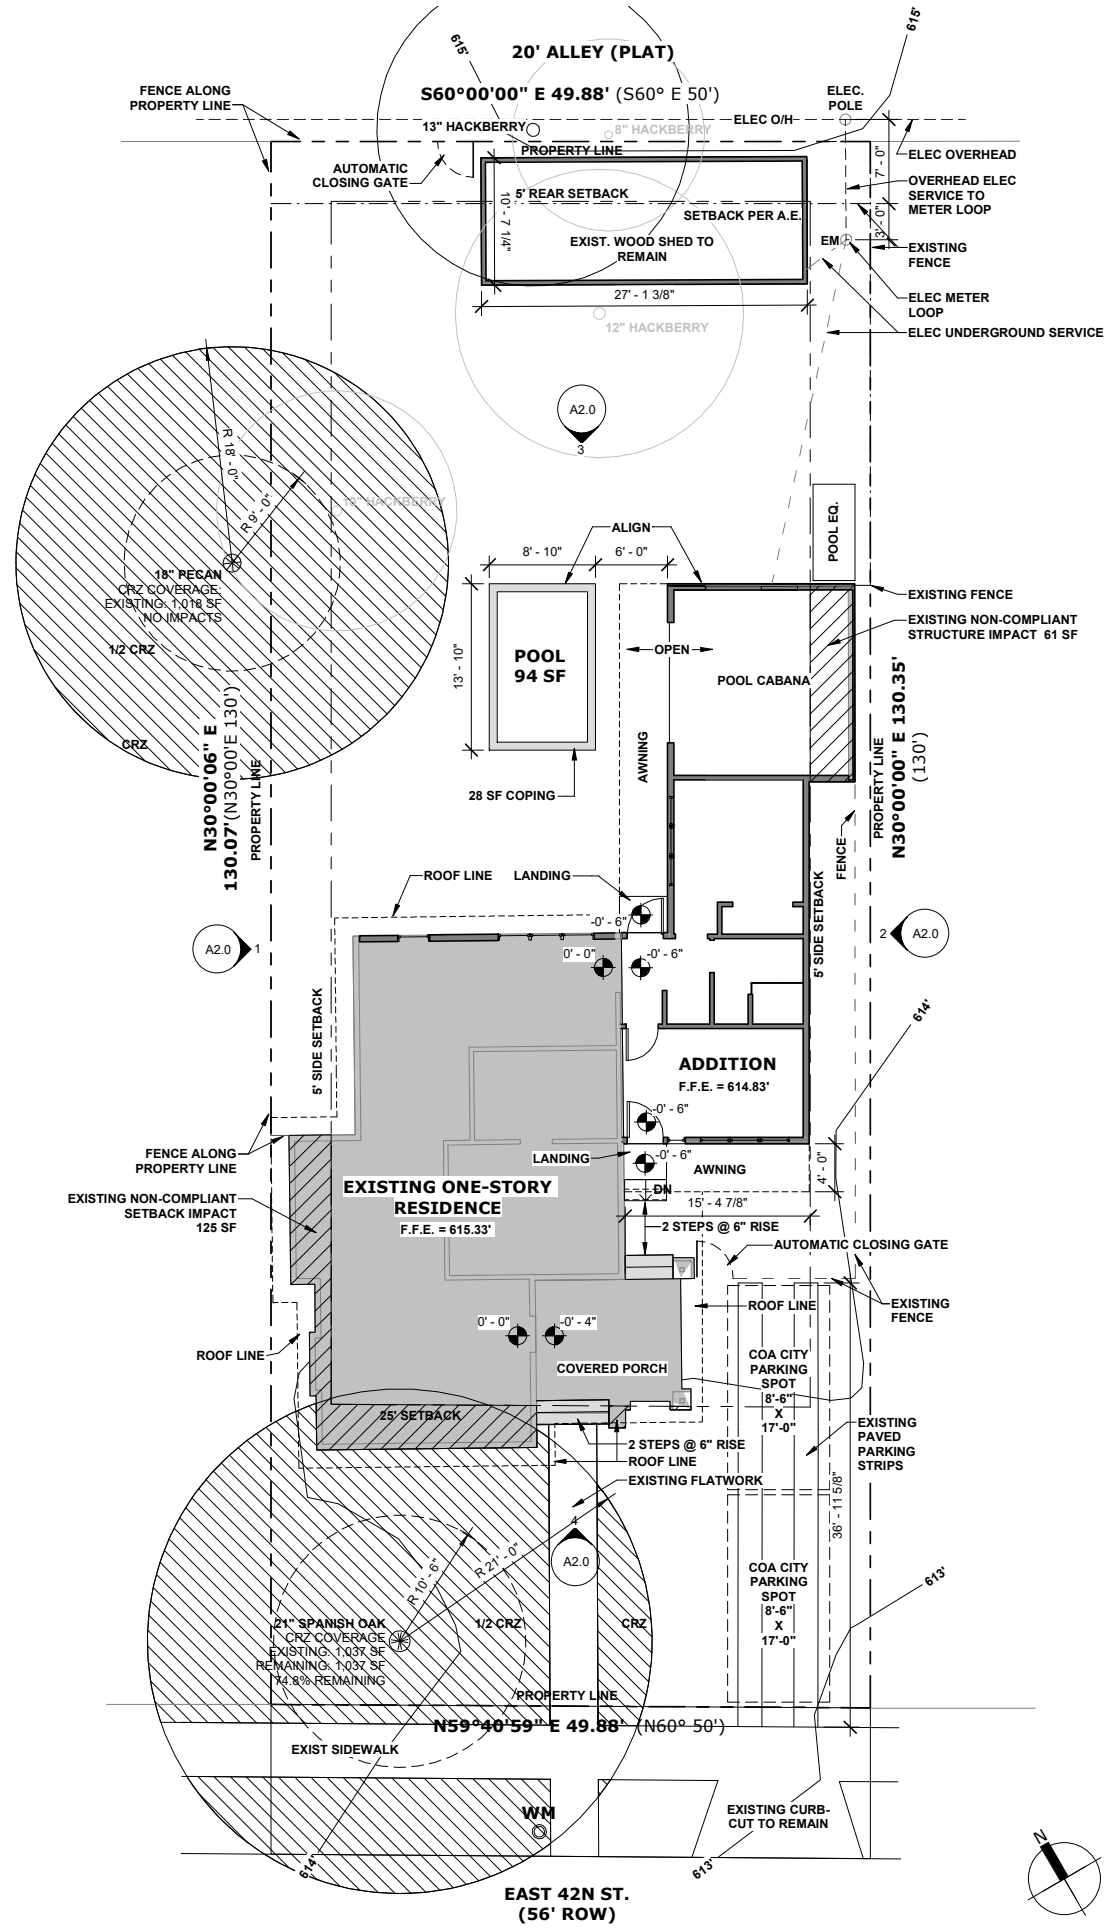 615'
615'
20' ALLEY (PLAT)
S60°00'00" E 49.88' (S60° E 50')
FENCE ALONG
PROPERTY LINE
ELEC.
POLE
ELEC O/H
13" HACKBERRY
8" HACKBERRY
PROPERTY LINE
ELEC OVERHEAD
7' - 0"
AUTOMATIC
CLOSING GATE
5' REAR SETBACK
10' - 7 1/4"
SETBACK PER A.E.
OVERHEAD ELEC
SERVICE TO
METER LOOP
3' - 0"
EXIST. WOOD SHED TO
REMAIN
EM
EXISTING
FENCE
27' - 1 3/8"
ELEC METER
LOOP
12" HACKBERRY
ELEC UNDERGROUND SERVICE
A2.0
3
R 18' - 0"
R 9' - 0"
10" HACKBERRY
POOL EQ.
ALIGN
8' - 10"
6' - 0"
18" PECAN
CRZ COVERAGE:
EXISTING: 1,018 SF
NO IMPACTS
1/2 CRZ
CRZ
EXISTING FENCE
EXISTING NON-COMPLIANT
STRUCTURE IMPACT 61 SF
13' - 10"
POOL
94 SF
OPEN
POOL CABANA
AWNING
28 SF COPING
N30°00'06" E
130.07'(N30°00'E 130')
PROPERTY LINE
PROPERTY LINE
N30°00'00" E 130.35'
(130')
FENCE
ROOF LINE
LANDING
-0' - 6"
0' - 0"
-0' - 6"
5' SIDE SETBACK
A2.0
1
2
A2.0
5' SIDE SETBACK
614'
ADDITION
F.F.E. = 614.83'
-0' - 6"
FENCE ALONG
PROPERTY LINE
LANDING
-0' - 6"
AWNING
4' - 0"
EXISTING NON-COMPLIANT
SETBACK IMPACT
125 SF
EXISTING ONE-STORY
RESIDENCE
F.F.E. = 615.33'
DN
15' - 4 7/8"
2 STEPS @ 6" RISE
AUTOMATIC CLOSING GATE
ROOF LINE
EXISTING
FENCE
0' - 0"
-0' - 4"
ROOF LINE
COVERED PORCH
COA CITY
PARKING
SPOT
8'-6"
X
17'-0"
25' SETBACK
2 STEPS @ 6" RISE
ROOF LINE
EXISTING FLATWORK
EXISTING
PAVED
PARKING
STRIPS
36' - 11 5/8"
4
A2.0
R 10' - 6"
R 21' - 0"
COA CITY
PARKING
SPOT
8'-6"
X
17'-0"
613'
21" SPANISH OAK
CRZ COVERAGE
EXISTING: 1,037 SF
REMAINING: 1,037 SF
74.8% REMAINING
1/2 CRZ
CRZ
PROPERTY LINE
N59°40'59" E 49.88' (N60° 50')
EXIST SIDEWALK
WM
EXISTING CURB-
CUT TO REMAIN
614'
613'
N
EAST 42N ST.
(56' ROW)